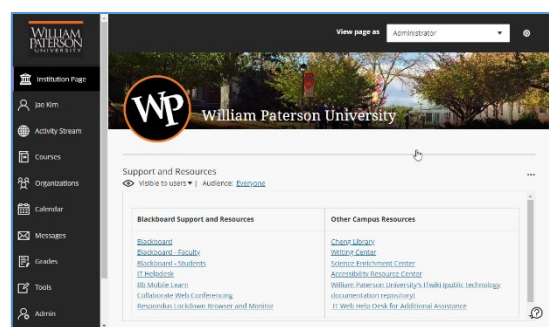 WILLIAM
PATERSON
UNIVERSITY
View page as Administrator
Institution Page
Jae Kim
Activity Stream
Courses
Organizations
Calendar
Messages
Grades
Tools
Admin
WP
William Paterson University
Support and Resources
Visible to users | Audience: Everyone
Blackboard Support and Resources
Blackboard
Blackboard - Faculty
Blackboard - Students
IT Helpdesk
Bb Mobile Learn
Collaborate Web Conferencing
Respondus Lockdown Browser and Monitor
Other Campus Resources
Cheng Library
Writing Center
Science Enrichment Center
Accessibility Resource Center
William Paterson University's ITwiki (public technology
documentation repository)
IT Web Help Desk for Additional Assistance